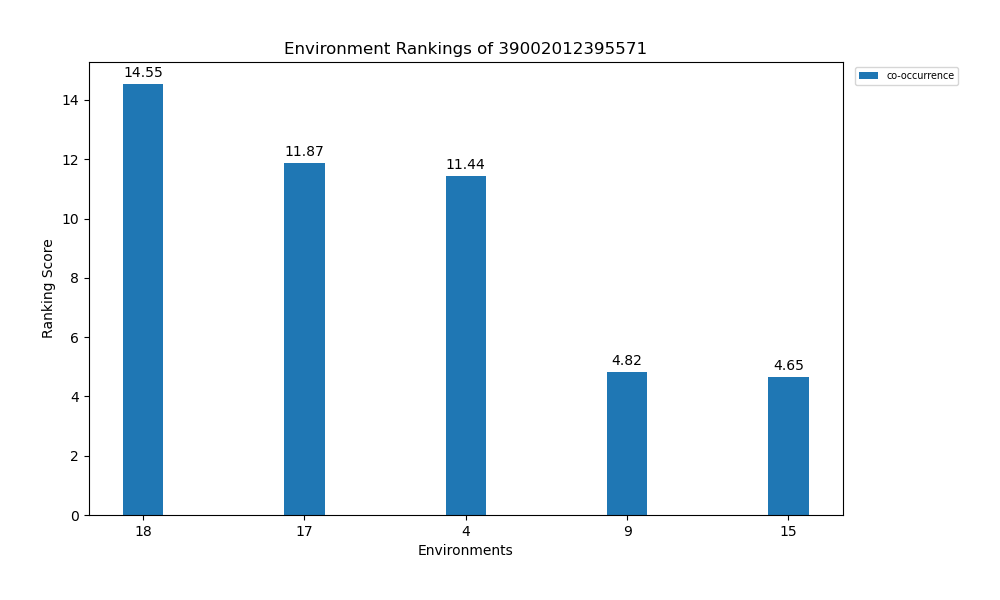 Environment Rankings of 39002012395571
co-occurrence
14.55
11.87
11.44
4.82
4.65
14
12
10
8
6
4
2
0
Ranking Score
18 17 4 9 15
Environments